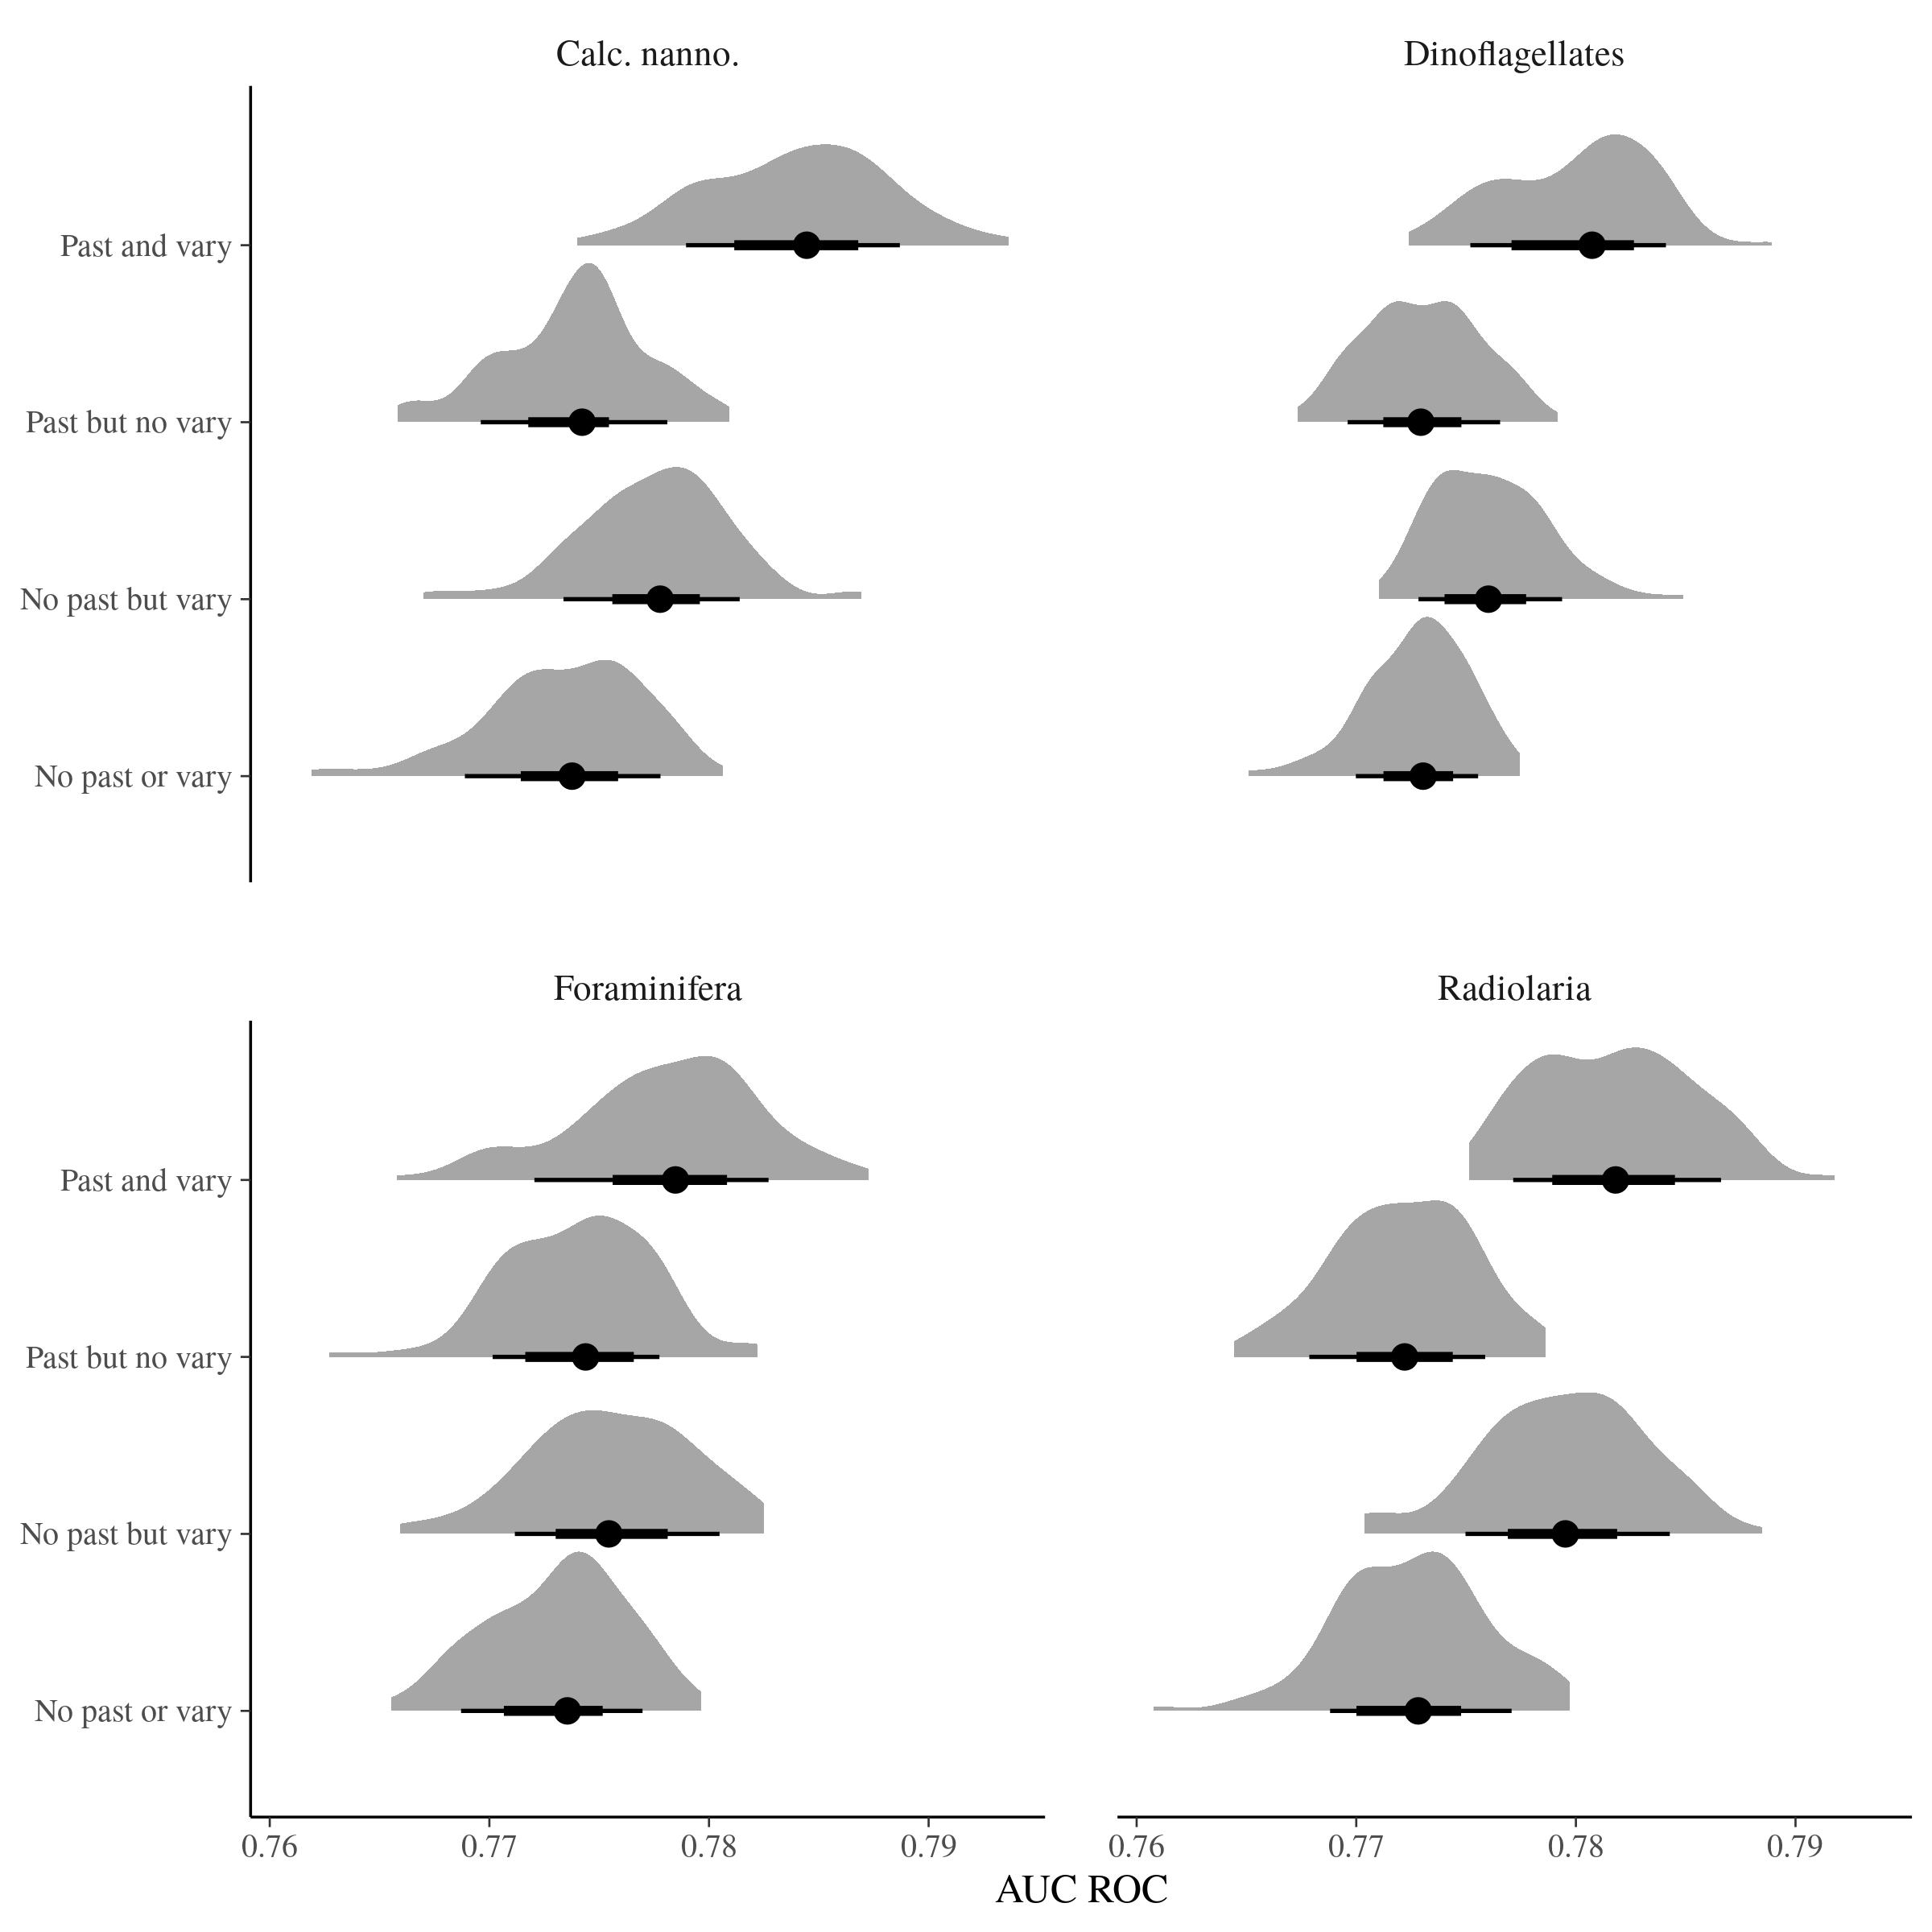 Calc. nanno.
Dinoflagellates
Past and vary
Past but no vary
No past but vary
No past or vary
Foraminifera
Radiolaria
Past and vary
Past but no vary
No past but vary
No past or vary
0.76 0.77 0.78 0.79
0.76 0.77 0.78 0.79
AUC ROC